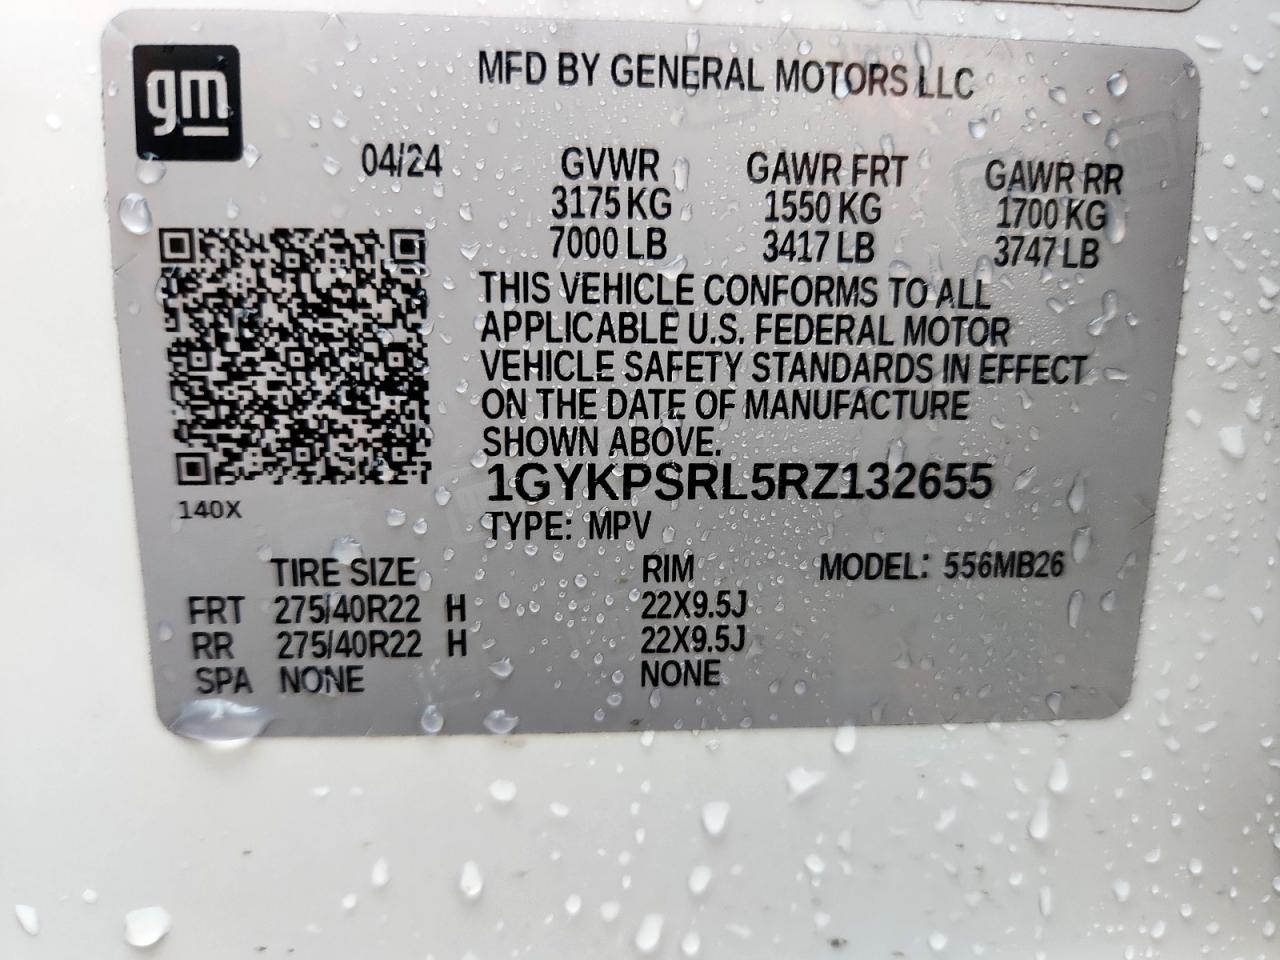 gm
MFD BY GENERAL MOTORS LLC
04/24 GVWR GAWR FRT GAWR RR
3175 KG 1550 KG 1700 KG
7000 LB 3417 LB 3747 LB
THIS VEHICLE CONFORMS TO ALL
APPLICABLE U.S. FEDERAL MOTOR
VEHICLE SAFETY STANDARDS IN EFFECT
ON THE DATE OF MANUFACTURE
SHOWN ABOVE.
1GYKPSRL5RZ132655
140X
TYPE: MPV
TIRE SIZE RIM MODEL: 556MB26
FRT 275/40R22 H 22X9.5J
RR 275/40R22 H 22X9.5J
SPA NONE NONE